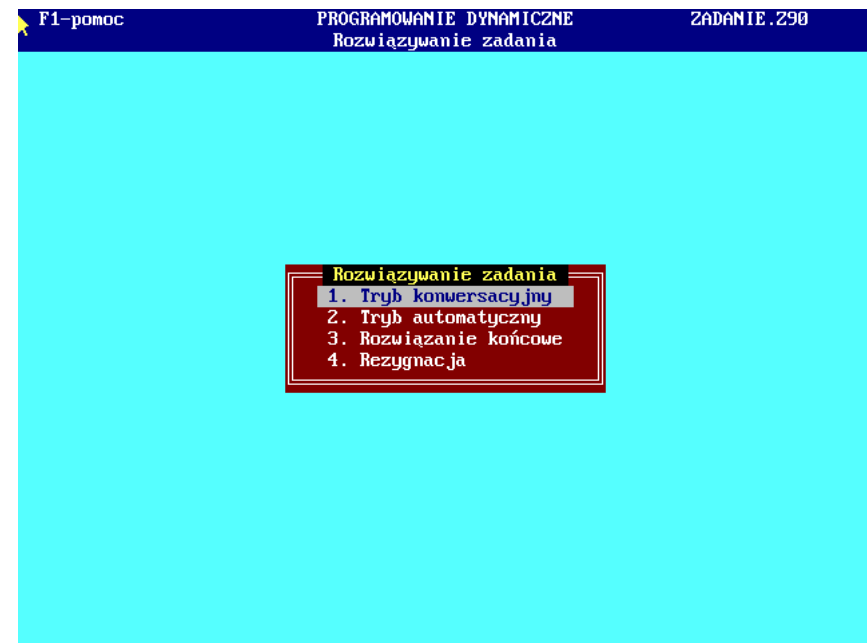 F1-pomoc PROGRAMOWANIE DYNAMICZNE ZADANIE.Z90
Rozwiązywanie zadania
Rozwiązywanie zadania
1. Tryb konwersacyjny
2. Tryb automatyczny
3. Rozwiązanie końcowe
4. Rezygnacja